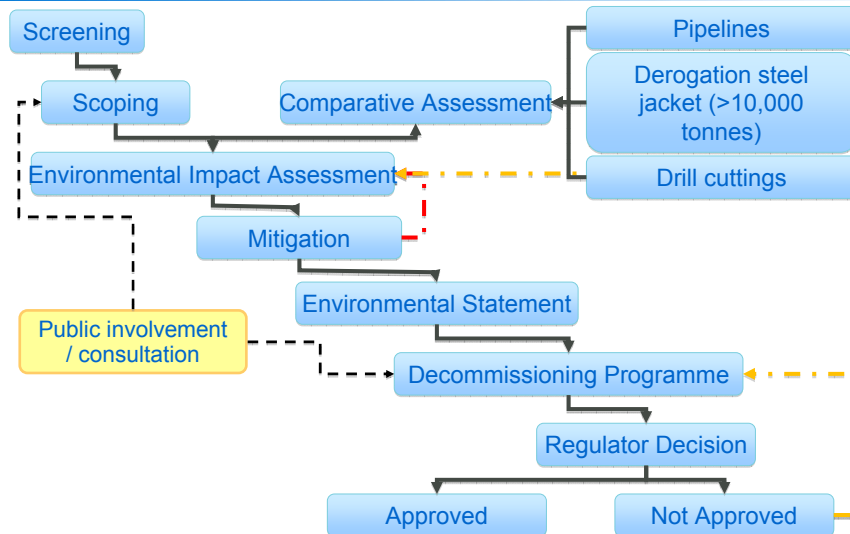 Screening
Pipelines
Scoping
Comparative Assessment
Derogation steel
jacket (>10,000
tonnes)
Environmental Impact Assessment
Drill cuttings
Mitigation
Environmental Statement
Public involvement
/ consultation
Decommissioning Programme
Regulator Decision
Approved
Not Approved